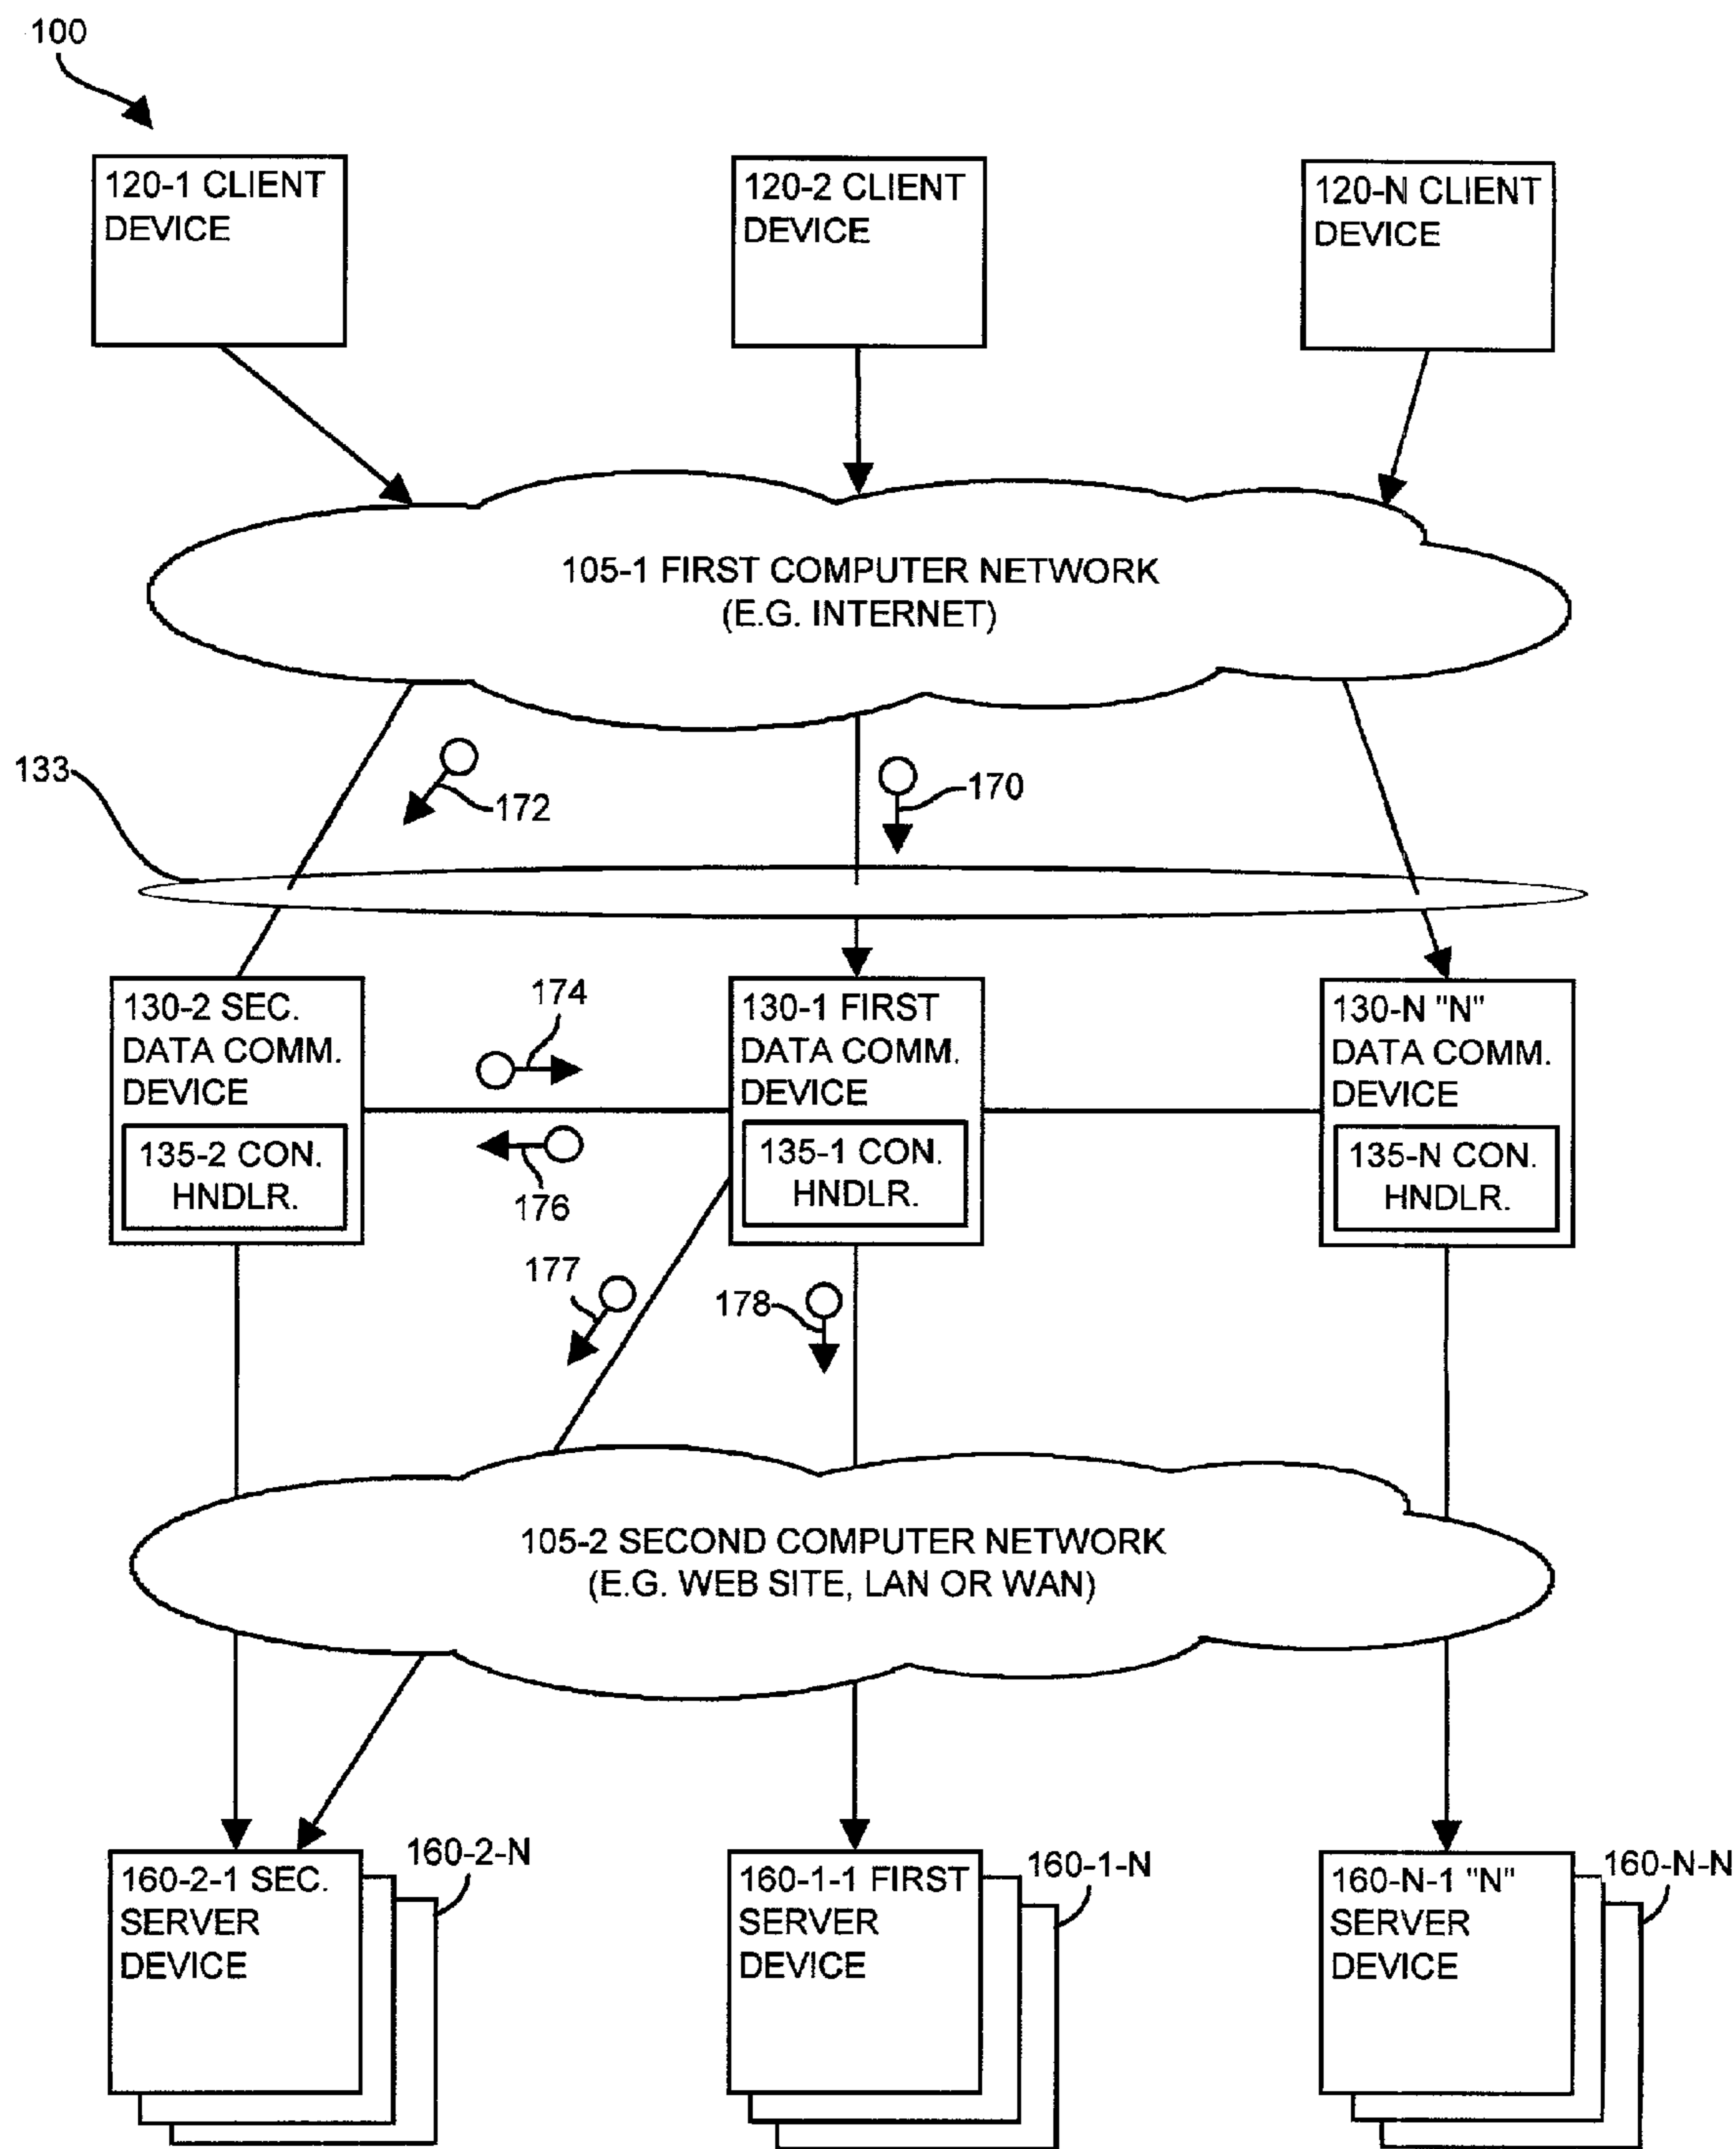 100
120-1 CLIENT
DEVICE
120-2 CLIENT
DEVICE
120-N CLIENT
DEVICE
105-1 FIRST COMPUTER NETWORK
(E.G. INTERNET)
133
172
170
130-2 SEC.
DATA COMM.
DEVICE
135-2 CON.
HNDLR.
174
176
130-1 FIRST
DATA COMM.
DEVICE
135-1 CON.
HNDLR.
130-N "N"
DATA COMM.
DEVICE
135-N CON.
HNDLR.
177
178
105-2 SECOND COMPUTER NETWORK
(E.G. WEB SITE, LAN OR WAN)
160-2-1 SEC.
SERVER
DEVICE
160-2-N
160-1-1 FIRST
SERVER
DEVICE
160-1-N
160-N-1 "N"
SERVER
DEVICE
160-N-N